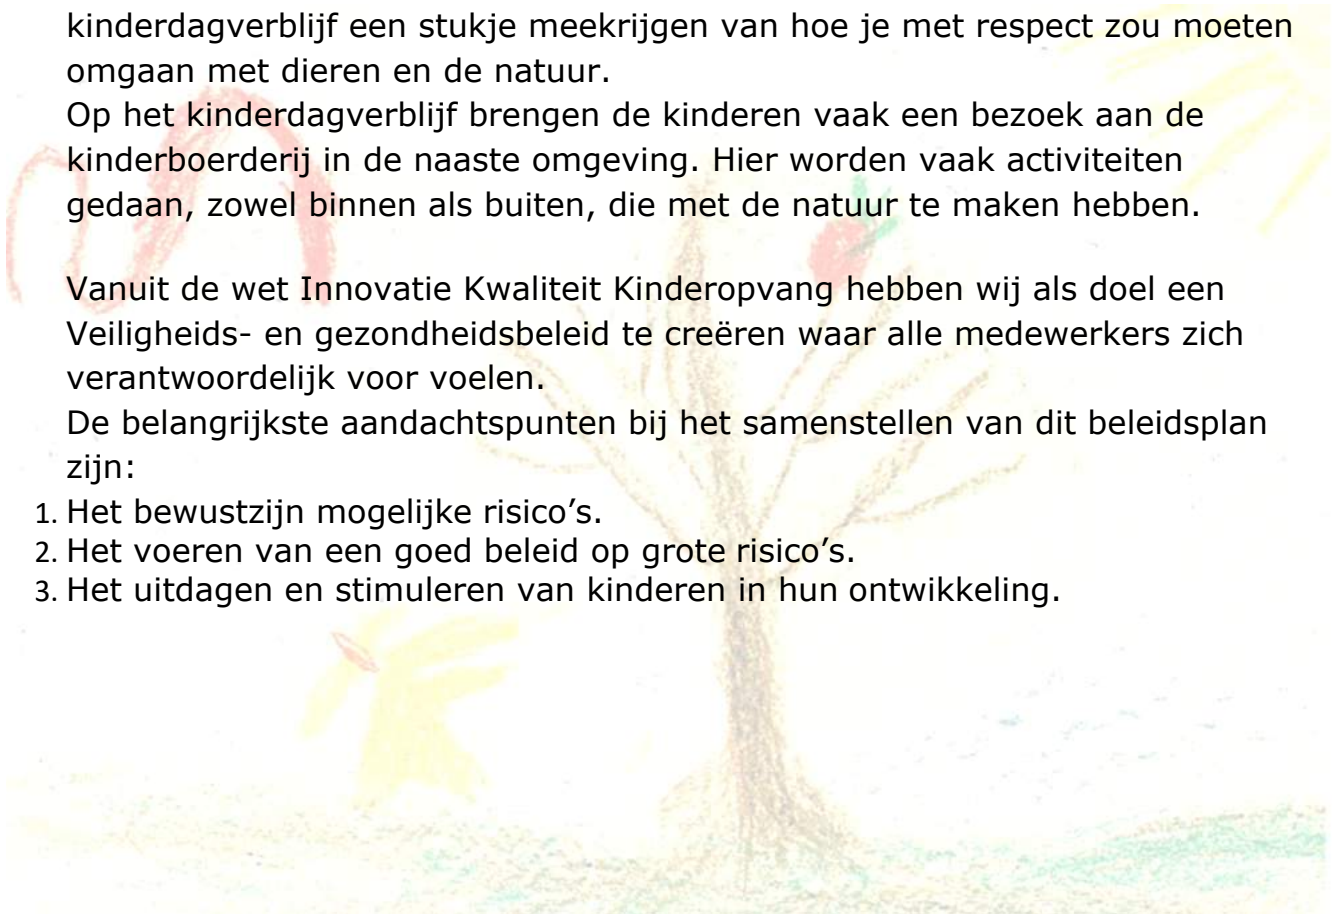 kinderdagverblijf een stukje meekrijgen van hoe je met respect zou moeten
omgaan met dieren en de natuur.
Op het kinderdagverblijf brengen de kinderen vaak een bezoek aan de
kinderboerderij in de naaste omgeving. Hier worden vaak activiteiten
gedaan, zowel binnen als buiten, die met de natuur te maken hebben.
Vanuit de wet Innovatie Kwaliteit Kinderopvang hebben wij als doel een
Veiligheids- en gezondheidsbeleid te creëren waar alle medewerkers zich
verantwoordelijk voor voelen.
De belangrijkste aandachtspunten bij het samenstellen van dit beleidsplan
zijn:
1. Het bewustzijn mogelijke risico’s.
2. Het voeren van een goed beleid op grote risico’s.
3. Het uitdagen en stimuleren van kinderen in hun ontwikkeling.